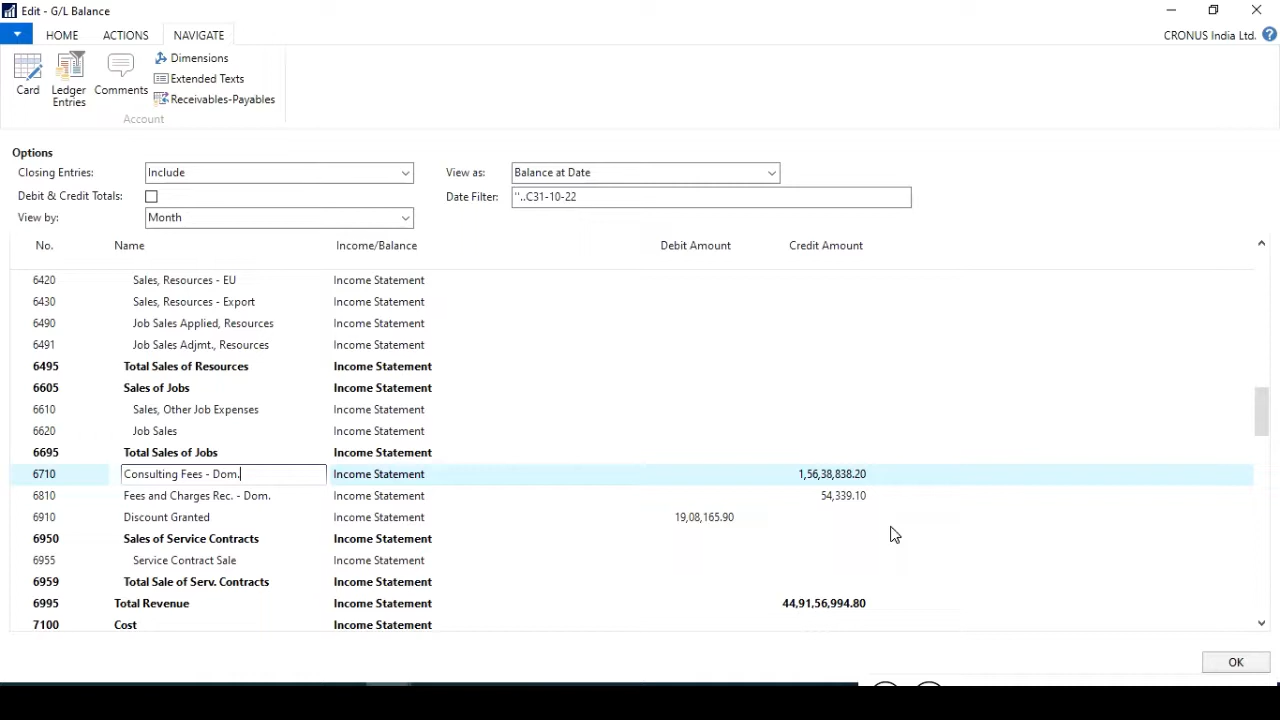 Edit - G/L Balance
HOME ACTIONS NAVIGATE CRONUS India Ltd.
Card Ledger Entries Comments Dimensions
Extended Texts
Receivables-Payables
Account
Options
Closing Entries: Include View as: Balance at Date
Debit & Credit Totals: Date Filter: ''..C31-10-22
View by: Month
No. Name Income/Balance Debit Amount Credit Amount
6420 Sales, Resources - EU Income Statement
6430 Sales, Resources - Export Income Statement
6490 Job Sales Applied, Resources Income Statement
6491 Job Sales Adjmt., Resources Income Statement
6495 Total Sales of Resources Income Statement
6605 Sales of Jobs Income Statement
6610 Sales, Other Job Expenses Income Statement
6620 Job Sales Income Statement
6695 Total Sales of Jobs Income Statement
6710 Consulting Fees - Dom. Income Statement 1,56,38,838.20
6810 Fees and Charges Rec. - Dom. Income Statement 54,339.10
6910 Discount Granted Income Statement 19,08,165.90
6950 Sales of Service Contracts Income Statement
6955 Service Contract Sale Income Statement
6959 Total Sale of Serv. Contracts Income Statement
6995 Total Revenue Income Statement 44,91,56,994.80
7100 Cost Income Statement
OK